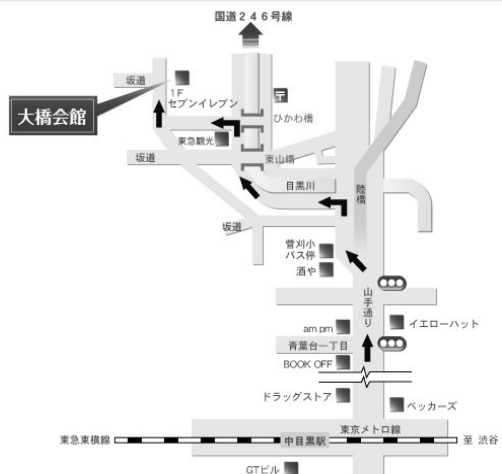 国道２４６号線
坂道
1F
セブンイレブン
〒
大橋会館
ひかわ橋
東急観光
坂道
東山橋
目黒川
陸橋
坂道
菅刈小
バス停
酒や
山手通り
am pm
イエローハット
青葉台一丁目
BOOK OFF
ドラッグストア
ベッカーズ
東京メトロ線
東急東横線
中目黒駅
至 渋谷
GTビル